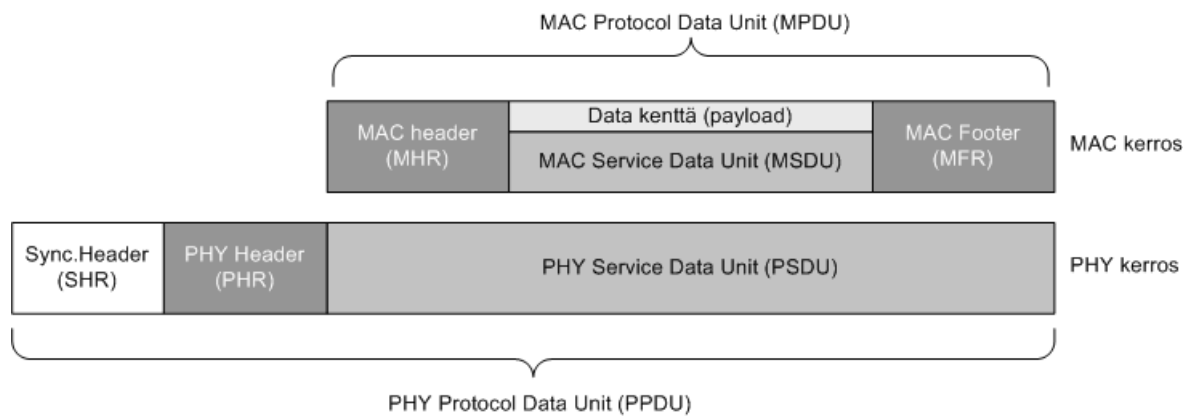 MAC Protocol Data Unit (MPDU)
MAC header
(MHR)
Data kenttä (payload)
MAC Service Data Unit (MSDU)
MAC Footer
(MFR)
MAC kerros
Sync.Header
(SHR)
PHY Header
(PHR)
PHY Service Data Unit (PSDU)
PHY kerros
PHY Protocol Data Unit (PPDU)